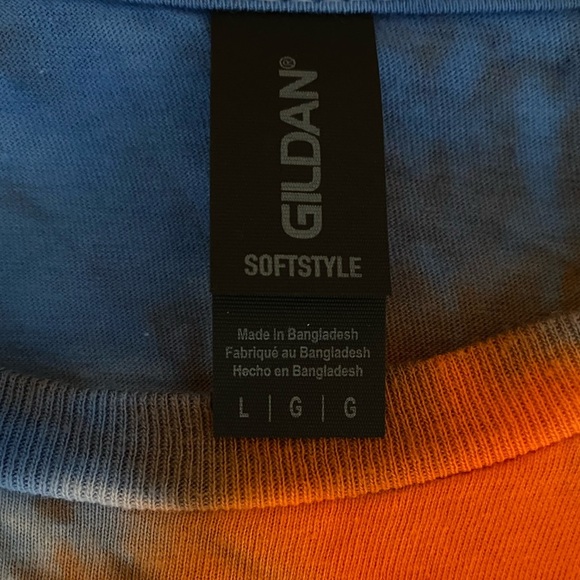 GILDAN®
SOFTSTYLE
Made in Bangladesh
Fabriqué au Bangladesh
Hecho en Bangladesh
L | G | G